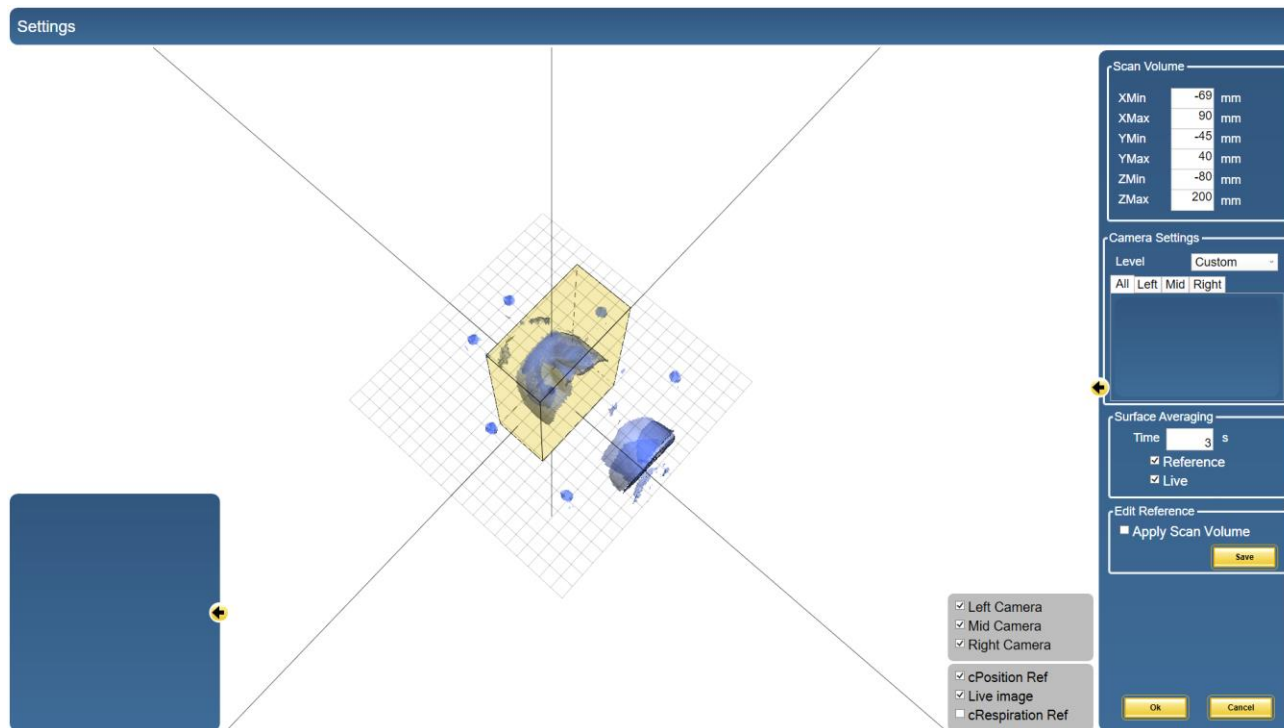 Settings
Scan Volume
XMin -69 mm
XMax 90 mm
YMin -45 mm
YMax 40 mm
ZMin -80 mm
ZMax 200 mm
Camera Settings
Level Custom
All Left Mid Right
Surface Averaging
Time 3 s
Reference
Live
Edit Reference
Apply Scan Volume
Save
Left Camera
Mid Camera
Right Camera
cPosition Ref
Live image
cRespiration Ref
Ok Cancel